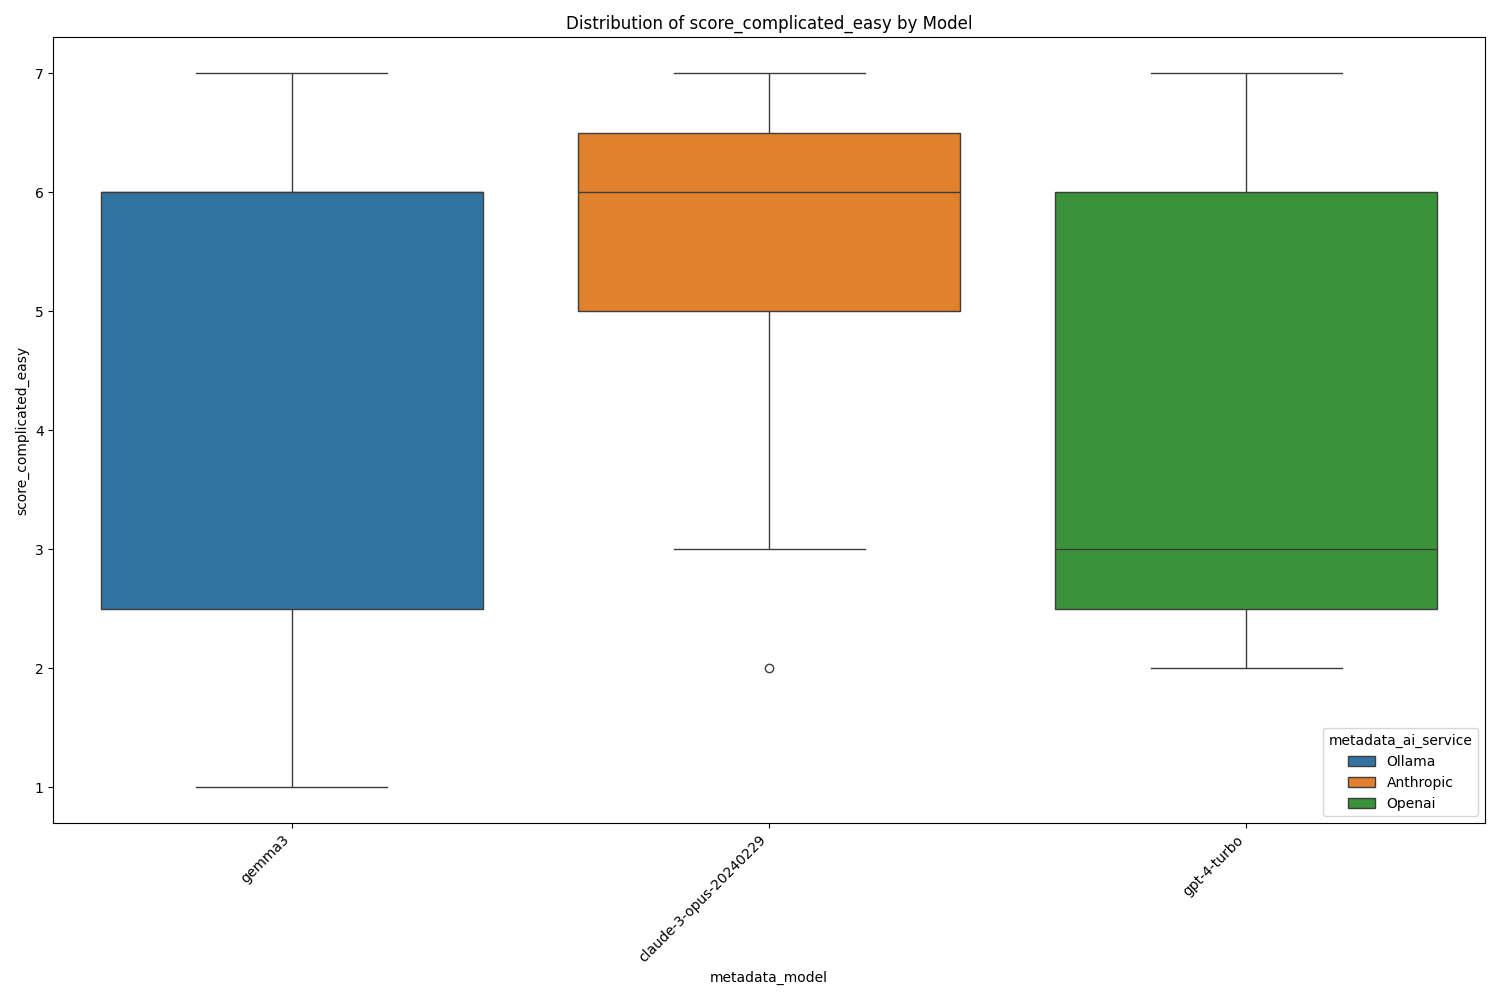 Distribution of score_complicated_easy by Model
score_complicated_easy
7
6
5
4
3
2
1
metadata_ai_service
Ollama
Anthropic
Openai
gemma3
claude-3-opus-20240229
gpt-4-turbo
metadata_model